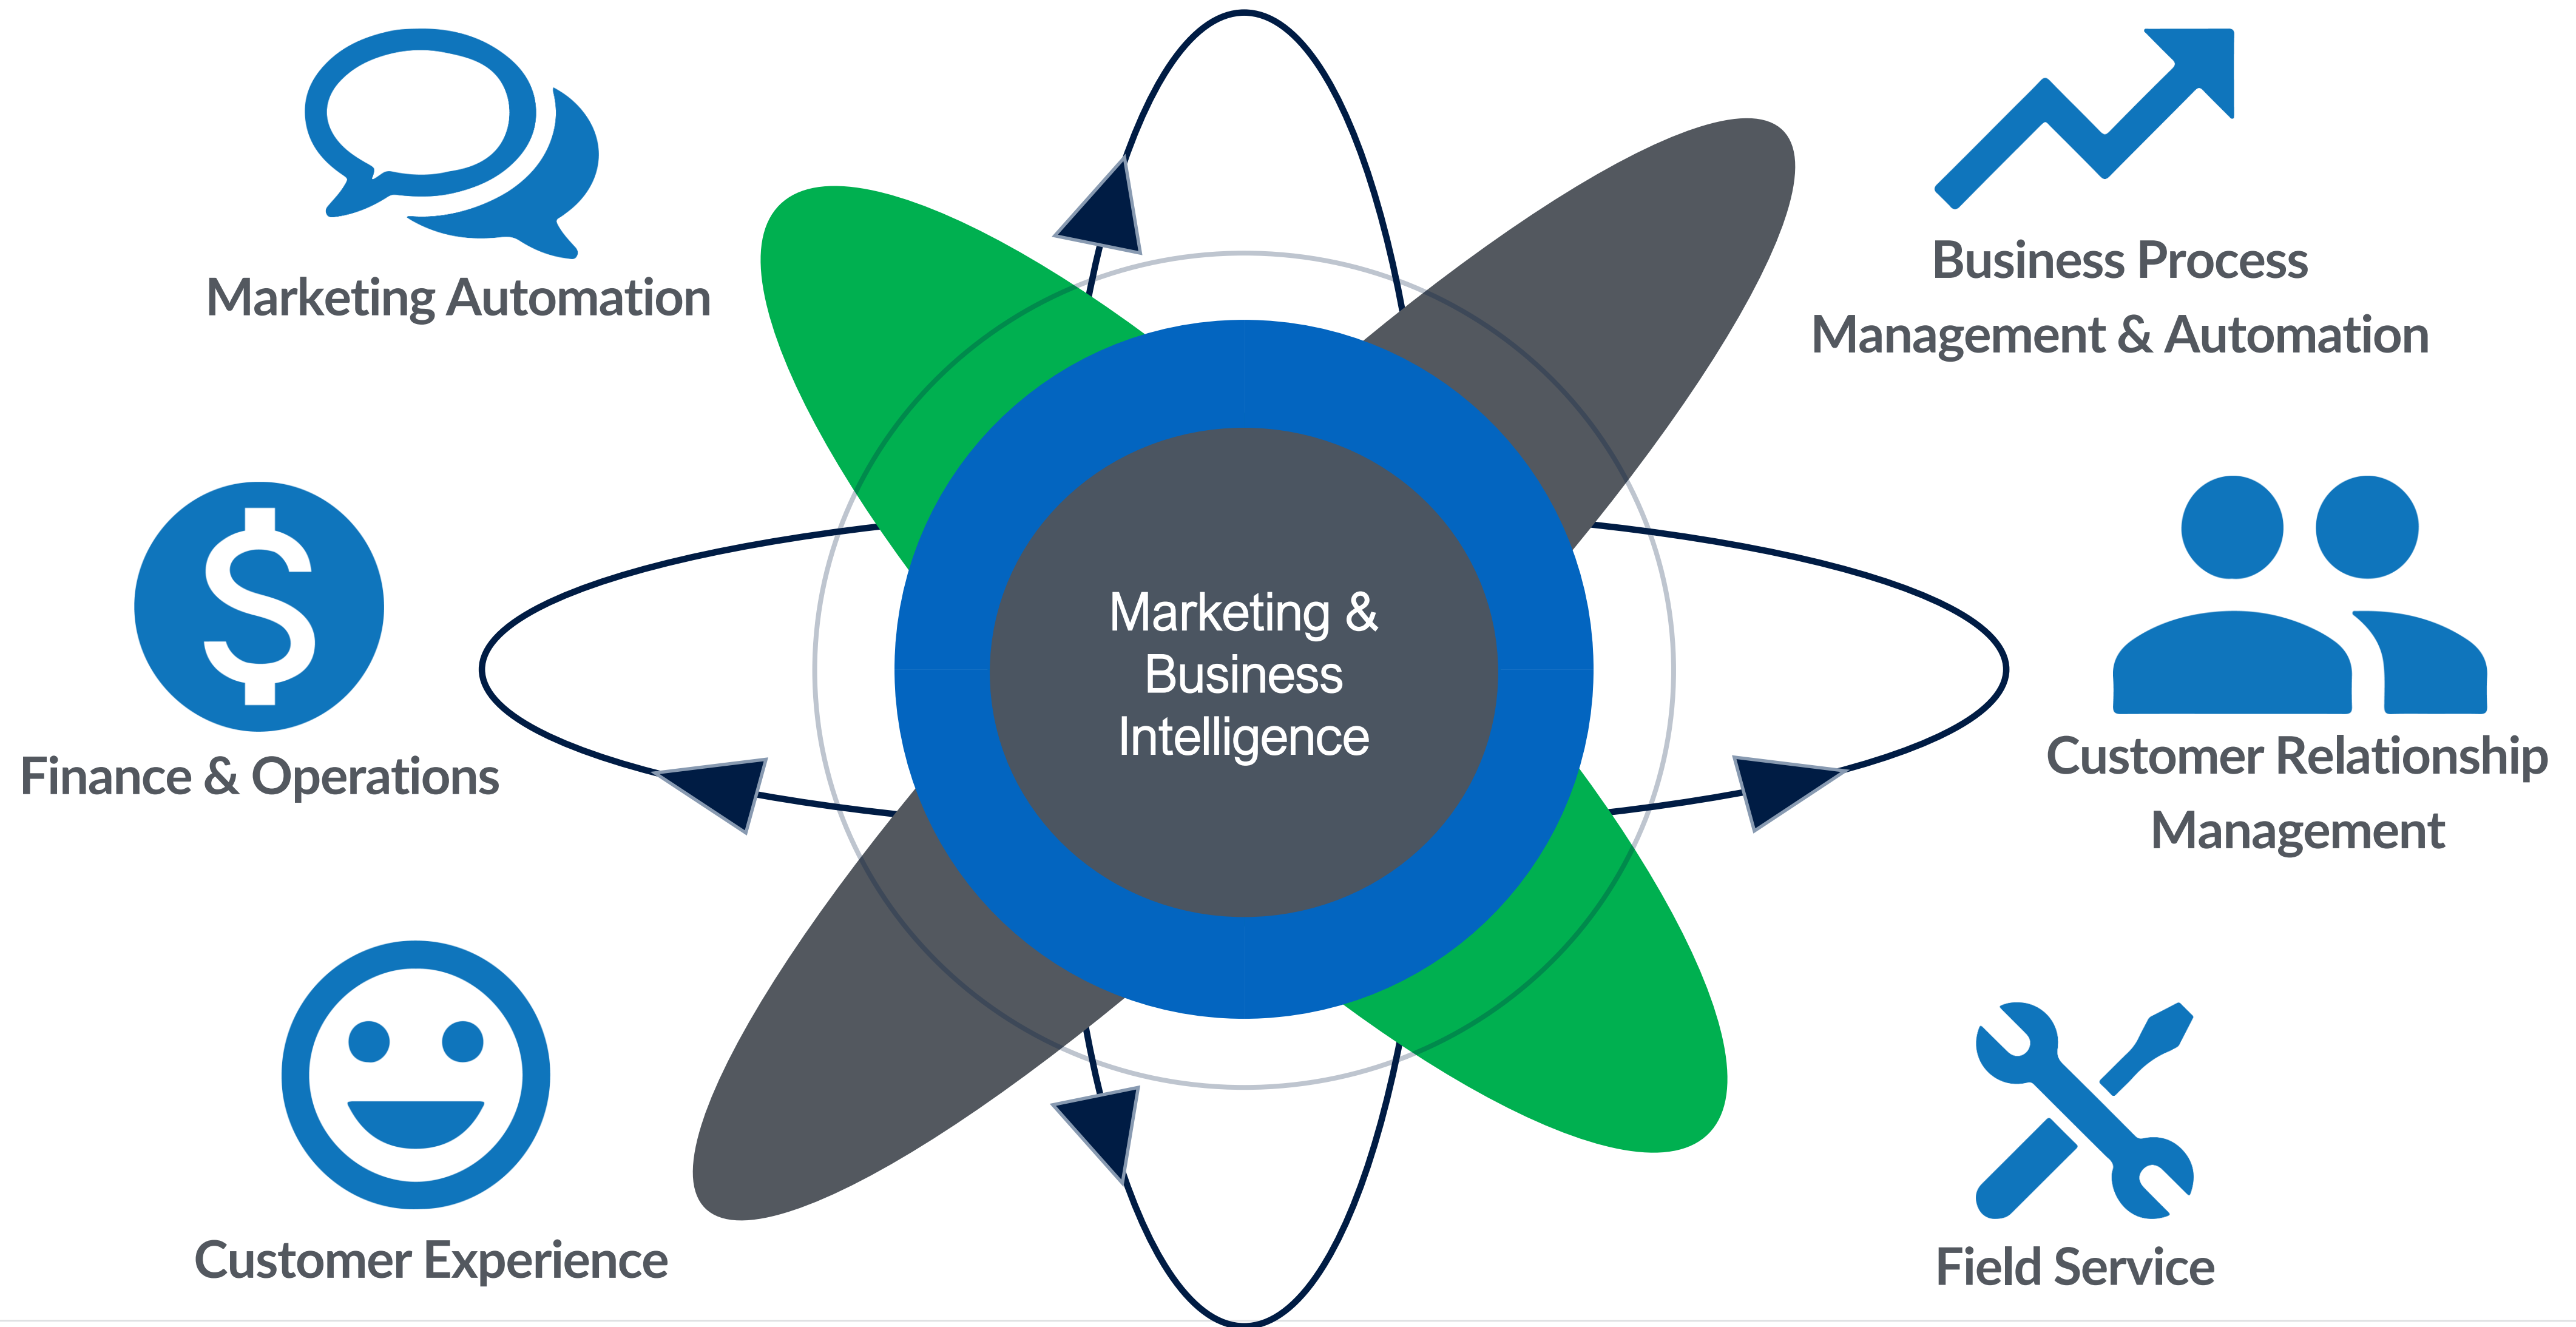 Marketing Automation
Business Process
Management & Automation
Marketing &
Business
Intelligence
Finance & Operations
Customer Relationship
Management
Customer Experience
Field Service